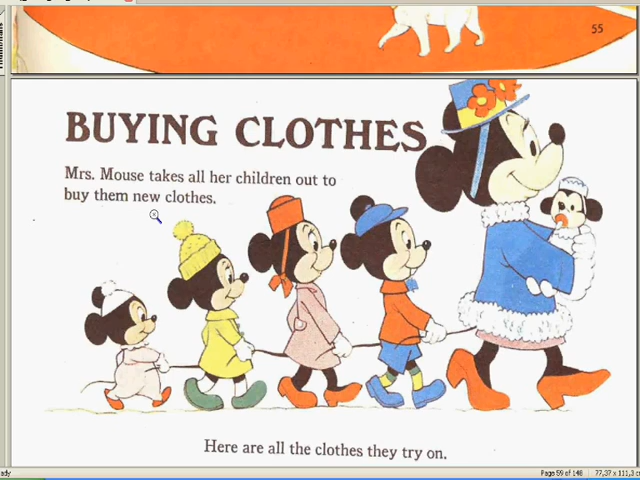 55
BUYING CLOTHES
Mrs. Mouse takes all her children out to
buy them new clothes.
Here are all the clothes they try on.
Page 59 of 148